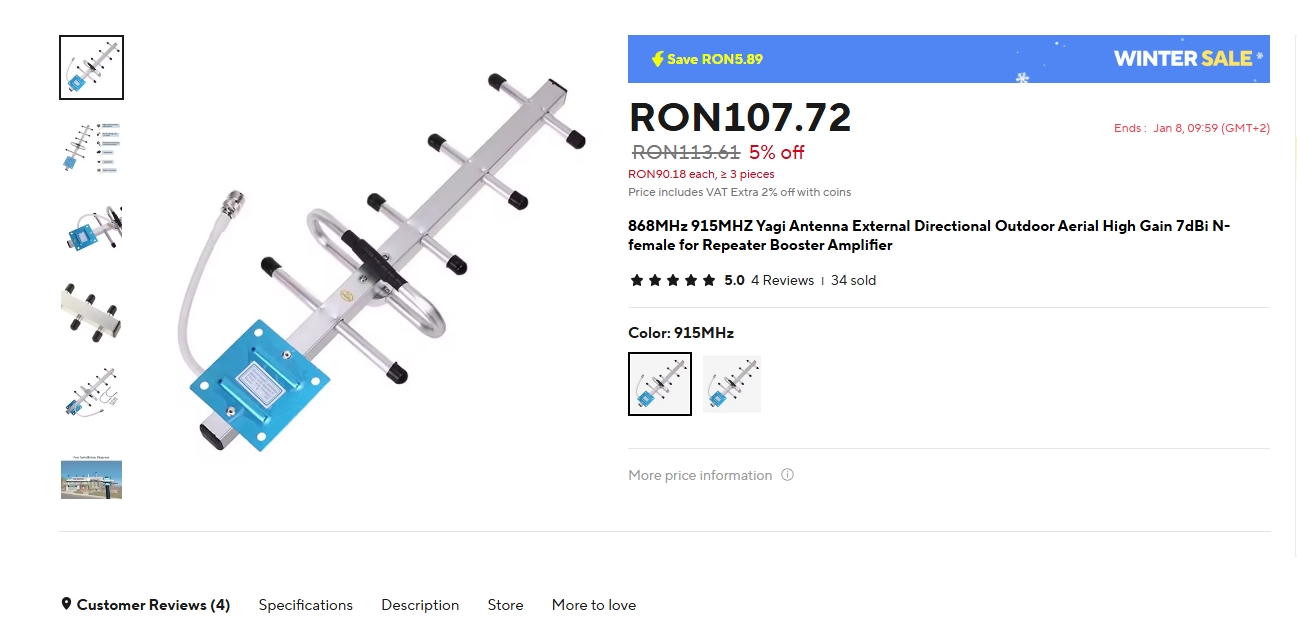 Save RON5.89
WINTER SALE
RON107.72
Ends : Jan 8, 09:59 (GMT+2)
RON113.61 5% off
RON90.18 each, ≥ 3 pieces
Price includes VAT Extra 2% off with coins
868MHz 915MHZ Yagi Antenna External Directional Outdoor Aerial High Gain 7dBi N-
female for Repeater Booster Amplifier
5.0 4 Reviews | 34 sold
Color: 915MHz
More price information
Customer Reviews (4) Specifications Description Store More to love